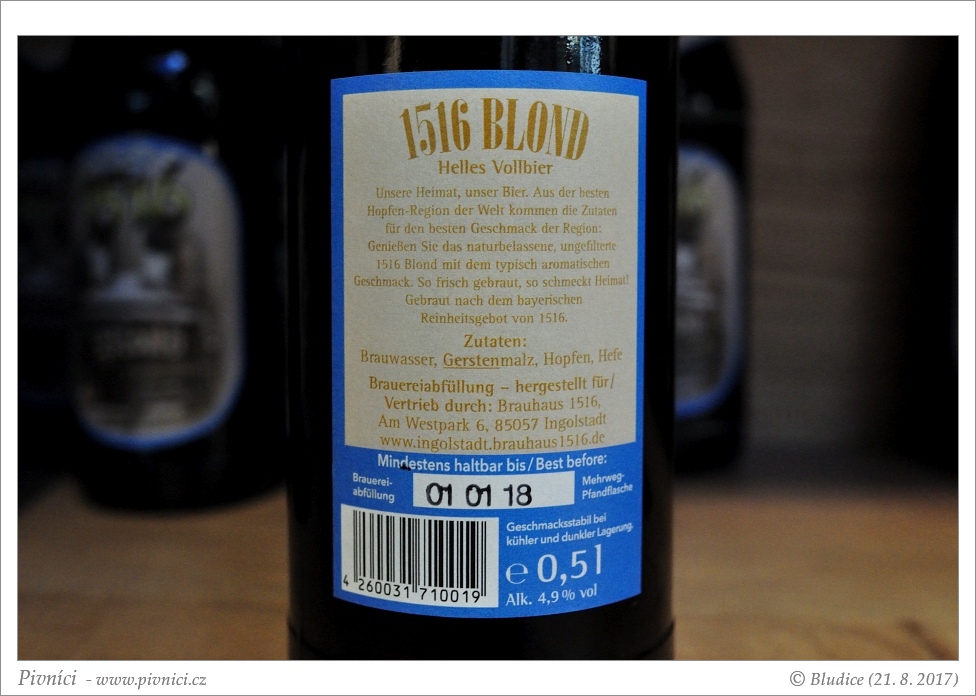 1516 BLOND
Helles Vollbier
Unsere Heimat, unser Bier. Aus der besten
Hopfen-Region der Welt kommen die Zutaten
für den besten Geschmack der Region:
Genießen Sie das naturbelassene, ungefilterte
1516 Blond mit dem typisch aromatischen
Geschmack. So frisch gebraut, so schmeckt Heimat!
Gebraut nach dem bayerischen
Reinheitsgebot von 1516.
Zutaten:
Brauwasser, Gerstenmalz, Hopfen, Hefe
Brauereiabfüllung – hergestellt für/
Vertrieb durch: Brauhaus 1516,
Am Westpark 6, 85057 Ingolstadt
www.ingolstadt.brauhaus1516.de
Mindestens haltbar bis/Best before:
Brauerei-
abfüllung
01 01 18
Mehrweg-
Pfandflasche
Geschmacksstabil bei
kühler und dunkler Lagerung.
4 260031 710019
e 0,5 l
Alk. 4,9 % vol
Pivníci - www.pivnici.cz
© Bludice (21. 8. 2017)